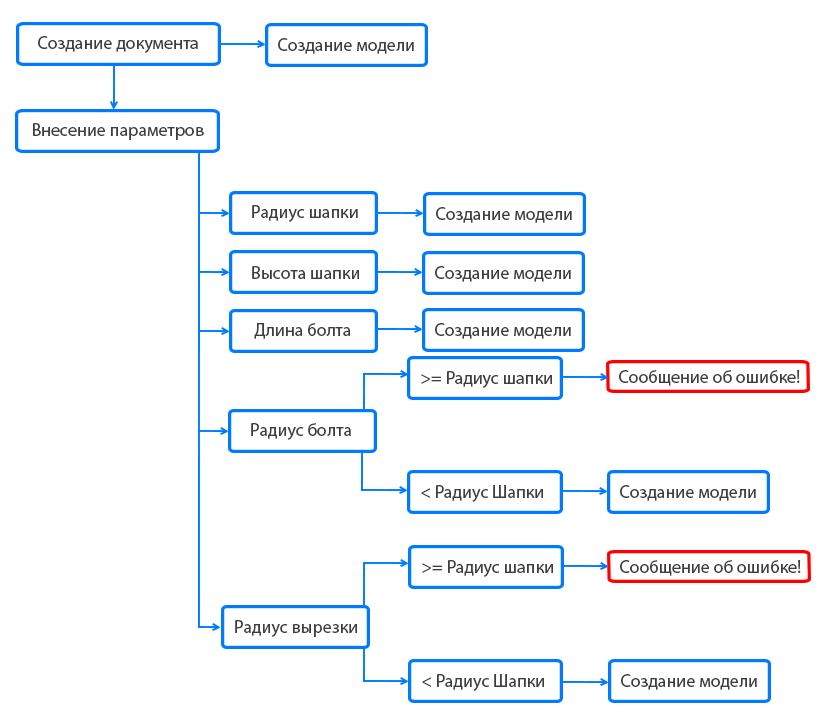 Создание документа
Создание модели
Внесение параметров
Радиус шапки
Создание модели
Высота шапки
Создание модели
Длина болта
Создание модели
>= Радиус шапки
Сообщение об ошибке!
Радиус болта
< Радиус Шапки
Создание модели
>= Радиус шапки
Сообщение об ошибке!
Радиус вырезки
< Радиус Шапки
Создание модели